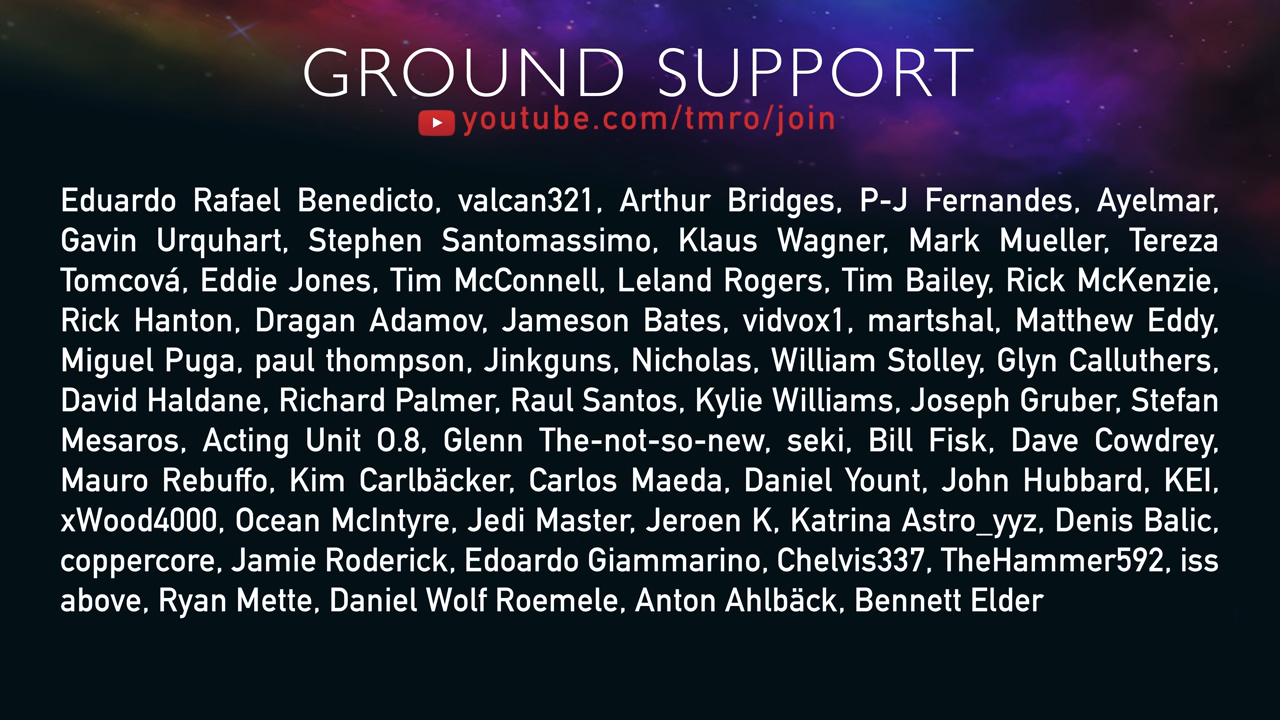 GROUND SUPPORT
youtube.com/tmro/join
Eduardo Rafael Benedicto, valcan321, Arthur Bridges, P-J Fernandes, Ayelmar,
Gavin Urquhart, Stephen Santomassimo, Klaus Wagner, Mark Mueller, Tereza
Tomcová, Eddie Jones, Tim McConnell, Leland Rogers, Tim Bailey, Rick McKenzie,
Rick Hanton, Dragan Adamov, Jameson Bates, vidvox1, martshal, Matthew Eddy,
Miguel Puga, paul thompson, Jinkguns, Nicholas, William Stolley, Glyn Calluthers,
David Haldane, Richard Palmer, Raul Santos, Kylie Williams, Joseph Gruber, Stefan
Mesaros, Acting Unit 0.8, Glenn The-not-so-new, seki, Bill Fisk, Dave Cowdrey,
Mauro Rebuffo, Kim Carlbäcker, Carlos Maeda, Daniel Yount, John Hubbard, KEI,
xWood4000, Ocean McIntyre, Jedi Master, Jeroen K, Katrina Astro_yyz, Denis Balic,
coppercore, Jamie Roderick, Edoardo Giammarino, Chelvis337, TheHammer592, iss
above, Ryan Mette, Daniel Wolf Roemele, Anton Ahlbäck, Bennett Elder